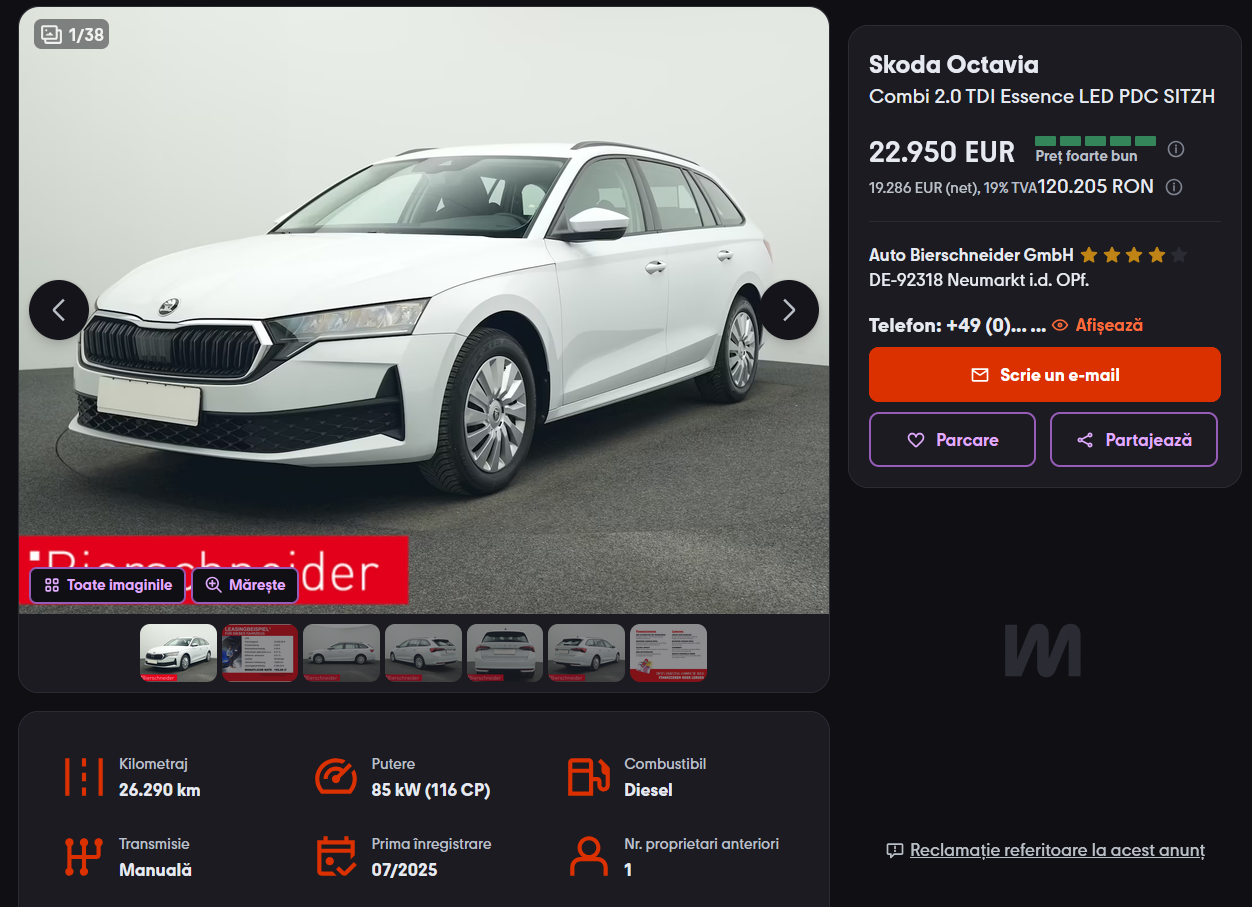 1/38
Skoda Octavia
Combi 2.0 TDI Essence LED PDC SITZH
22.950 EUR
Preț foarte bun
19.286 EUR (net), 19% TVA
120.205 RON
Auto Bierschneider GmbH
DE-92318 Neumarkt i.d. OPf.
Telefon: +49 (0)... ... Afișează
Scrie un e-mail
Parcare
Partajează
Bierschneider
Toate imaginile
Mărește
LEASINGBEISPIEL*
Kilometraj
26.290 km
Putere
85 kW (116 CP)
Combustibil
Diesel
Transmisie
Manuală
Prima înregistrare
07/2025
Nr. proprietari anteriori
1
Reclamație referitoare la acest anunț